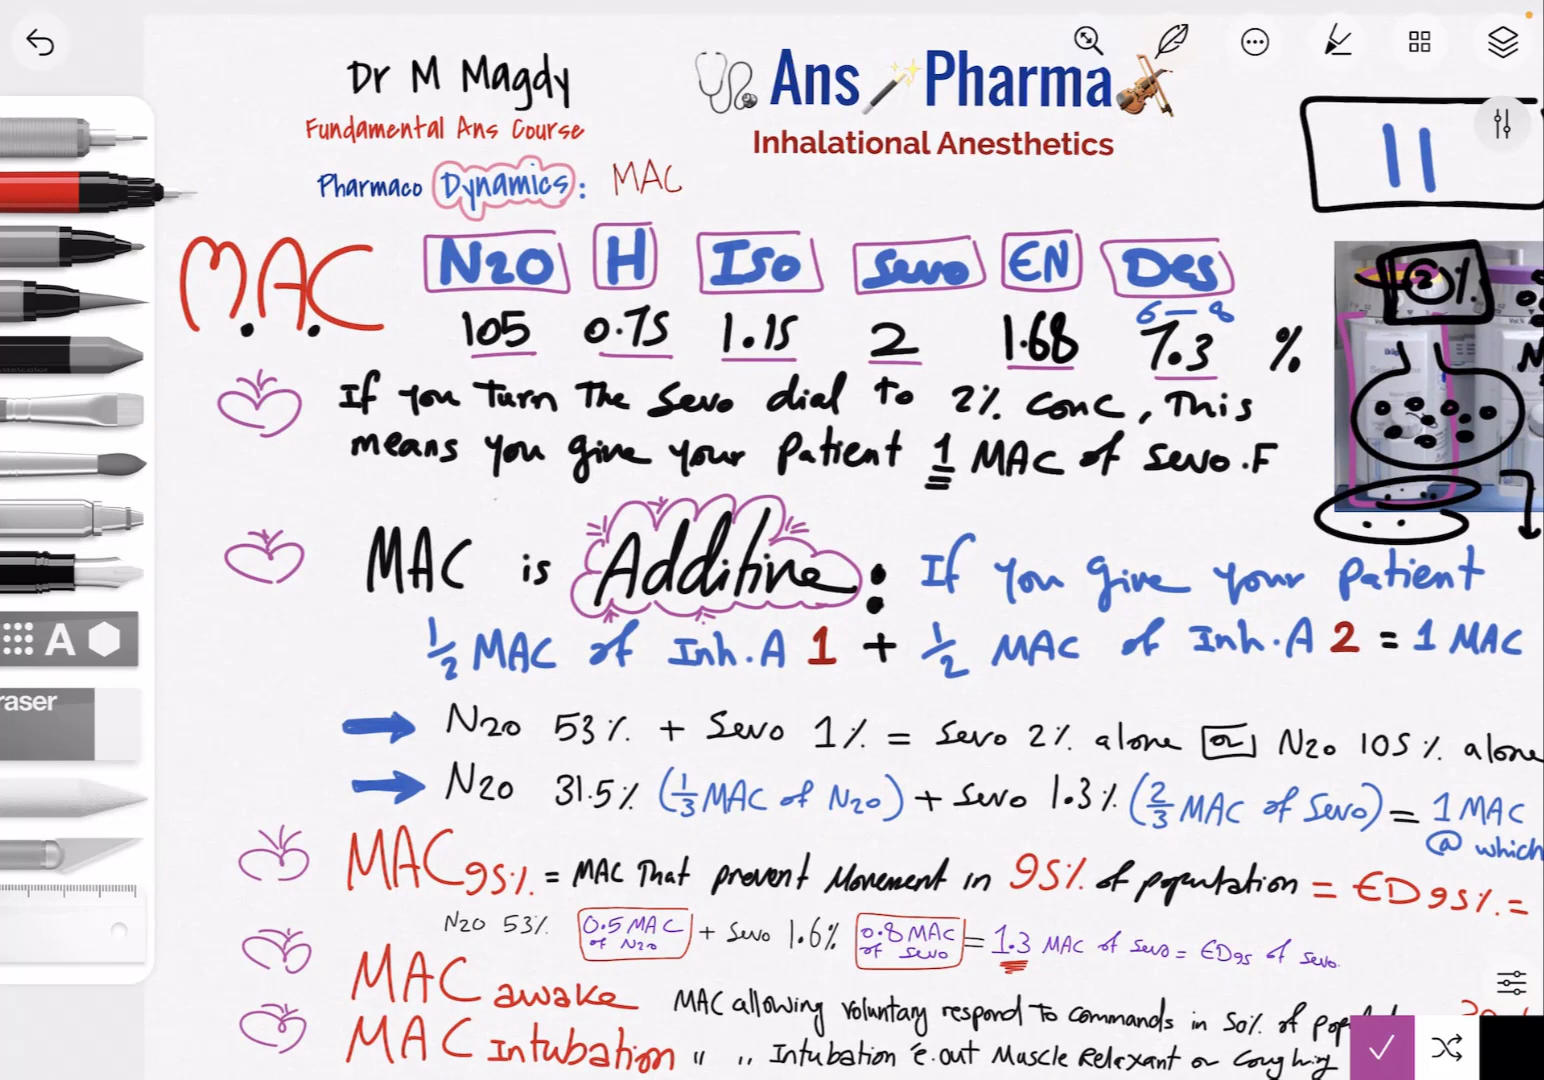 Dr M Magdy
Fundamental Ans Course
Ans Pharma
Inhalational Anesthetics
Pharmaco Dynamics: MAC
11
M.A.C N2O H Iso Sevo EN Des
6 - 8
105 0.75 1.15 2 1.68 7.3 %
2%
If you turn The Sevo dial to 2% conc, This
means you give your Patient 1 MAC of Sevo.F
MAC is Additive: If you give your Patient
1/2 MAC of Inh.A 1 + 1/2 MAC of Inh.A 2 = 1 MAC
N2O 53% + Sevo 1% = Sevo 2% alone or N2O 105% alone
N2O 31.5% (1/3 MAC of N2O) + Sevo 1.3% (2/3 MAC of Sevo) = 1 MAC
@ which
MAC95% = MAC That prevent Movement in 95% of population = ED95% =
N2O 53% 0.5 MAC of N2O + Sevo 1.6% 0.8 MAC of Sevo = 1.3 MAC of Sevo = ED95 of Sevo.
MAC awake MAC allowing voluntary respond to commands in 50% of
MAC Intubation " " Intubation e.out Muscle Relaxant or Coughing
A
raser